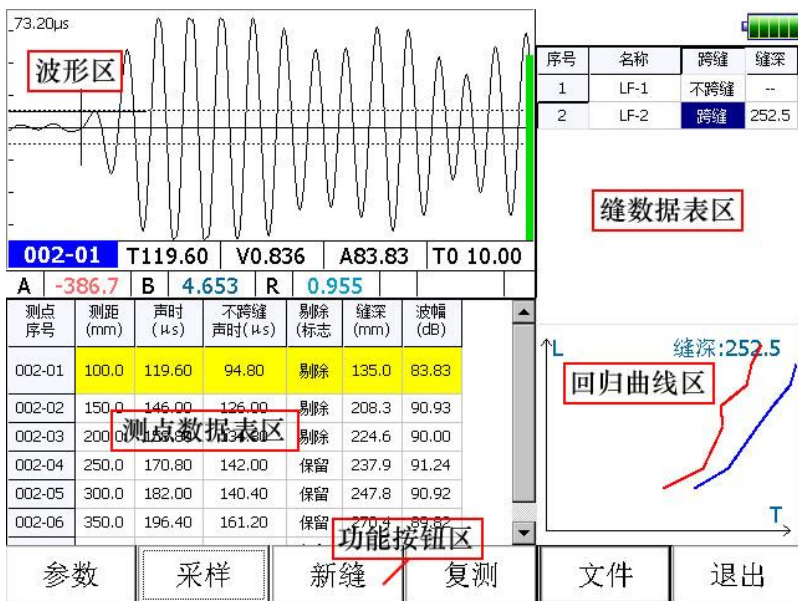 73.20μs
波形区
002-01 T119.60 V0.836 A83.83 T0 10.00
A -386.7 B 4.653 R 0.955
测点序号 测距(mm) 声时(μs) 不跨缝声时(μs) 剔除(标志 缝深(mm) 波幅(dB)
002-01 100.0 119.60 94.80 剔除 135.0 83.83
002-02 150.0 146.00 126.00 剔除 208.3 90.93
002-03 200.0 剔除 224.6 90.00
测点数据表区
002-04 250.0 170.80 142.00 保留 237.9 91.24
002-05 300.0 182.00 140.40 保留 247.8 90.92
002-06 350.0 196.40 161.20 保留 270.4 89.82
功能按钮区
序号 名称 跨缝 缝深
1 LF-1 不跨缝 --
2 LF-2 跨缝 252.5
缝数据表区
L 缝深:252.5
回归曲线区
T
参数 采样 新缝 复测 文件 退出